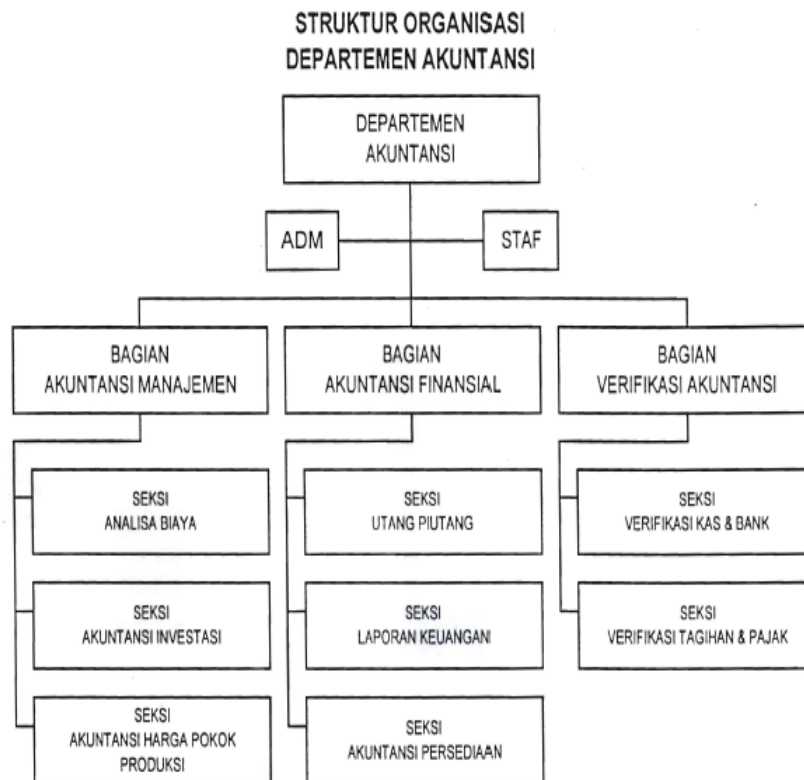 STRUKTUR ORGANISASI
DEPARTEMEN AKUNTANSI
DEPARTEMEN
AKUNTANSI
ADM
STAF
BAGIAN
AKUNTANSI MANAJEMEN
BAGIAN
AKUNTANSI FINANSIAL
BAGIAN
VERIFIKASI AKUNTANSI
SEKSI
ANALISA BIAYA
SEKSI
UTANG PIUTANG
SEKSI
VERIFIKASI KAS & BANK
SEKSI
AKUNTANSI INVESTASI
SEKSI
LAPORAN KEUANGANI
SEKSI
VERIFIKASI TAGIHAN & PAJAK
SEKSI
AKUNTANSI HARGA POKOK
PRODUKSI
SEKSI
AKUNTANSI PERSEDIAAN